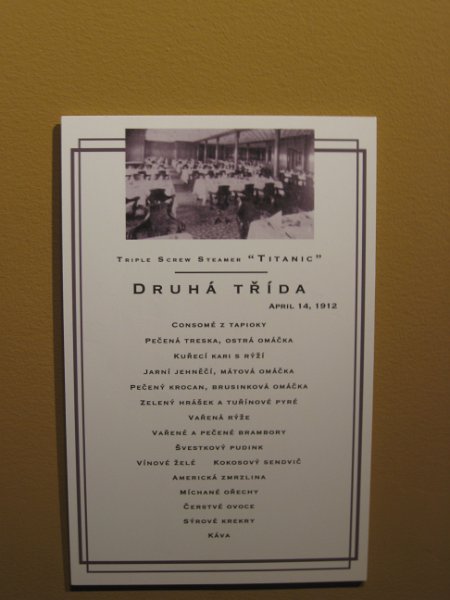 Triple Screw Steamer "Titanic"
Druhá třída
April 14, 1912
Consomé z tapioky
Pečená treska, ostrá omáčka
Kuřecí kari s rýží
Jarní jehněčí, mátová omáčka
Pečený krocan, brusinková omáčka
Zelený hrášek a tuřínové pyré
Vařená rýže
Vařené a pečené brambory
Švestkový pudink
Vínové želé Kokosový sendvič
Americká zmrzlina
Míchané ořechy
Čerstvé ovoce
Sýrové krekry
Káva